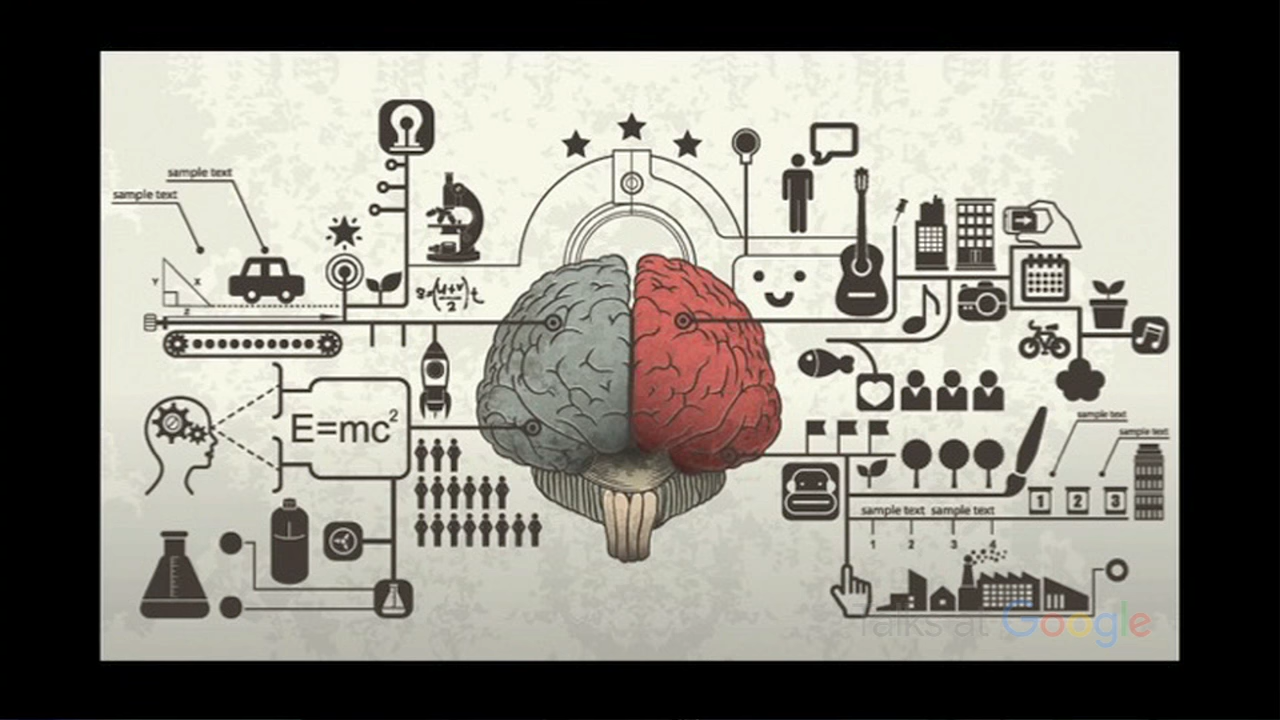 sample text
sample text
Y
X
Z
E=mc²
sample text
sample text
1
2
3
sample text sample text
1 2 3 4
Talks at Google